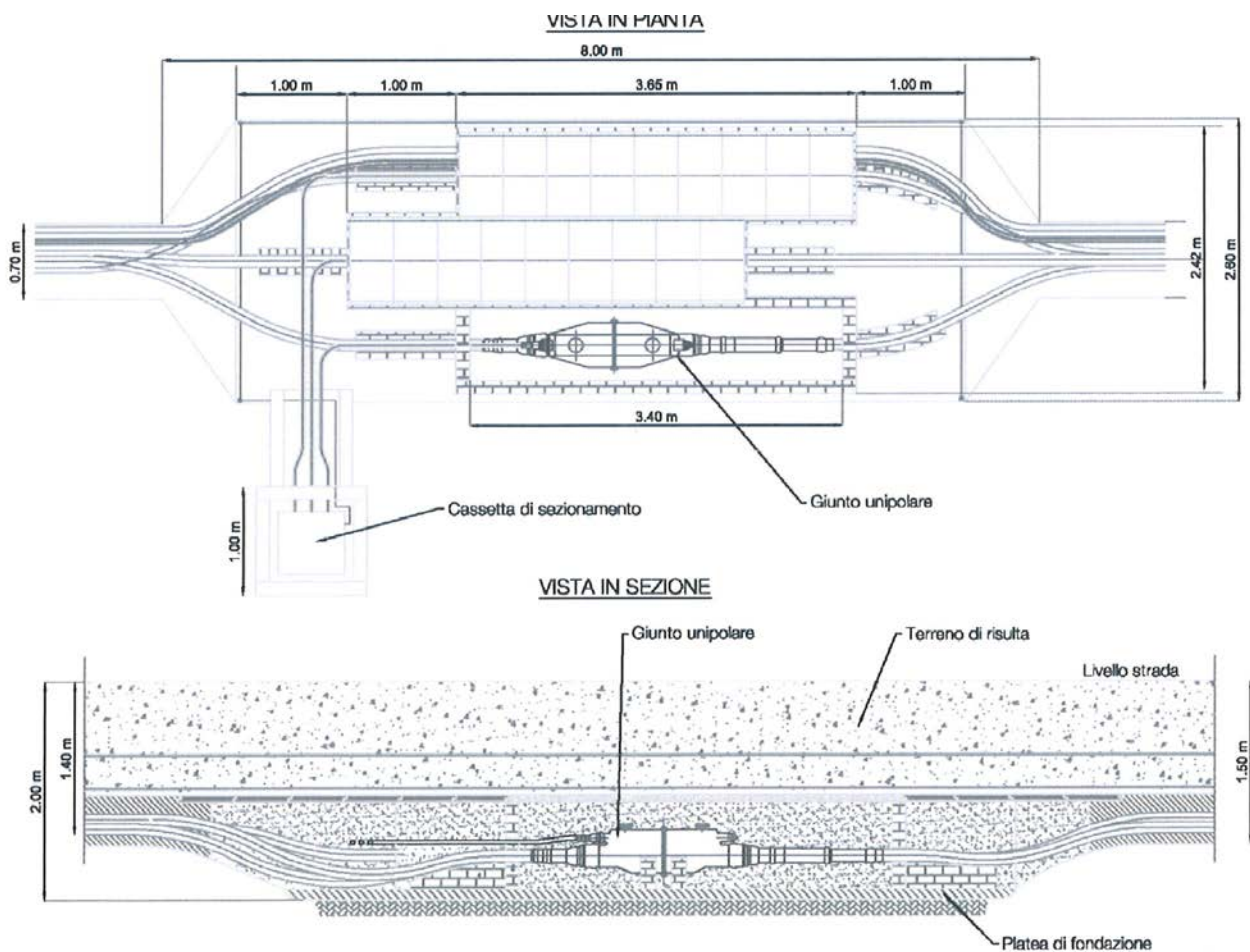 VISTA IN PIANTA
8.00 m
1.00 m
1.00 m
3.65 m
1.00 m
0.70 m
2.42 m
2.80 m
3.40 m
Giunto unipolare
Cassetta di sezionamento
1.00 m
VISTA IN SEZIONE
Giunto unipolare
Terreno di risulta
Livello strada
2.00 m
1.40 m
1.50 m
Platea di fondazione